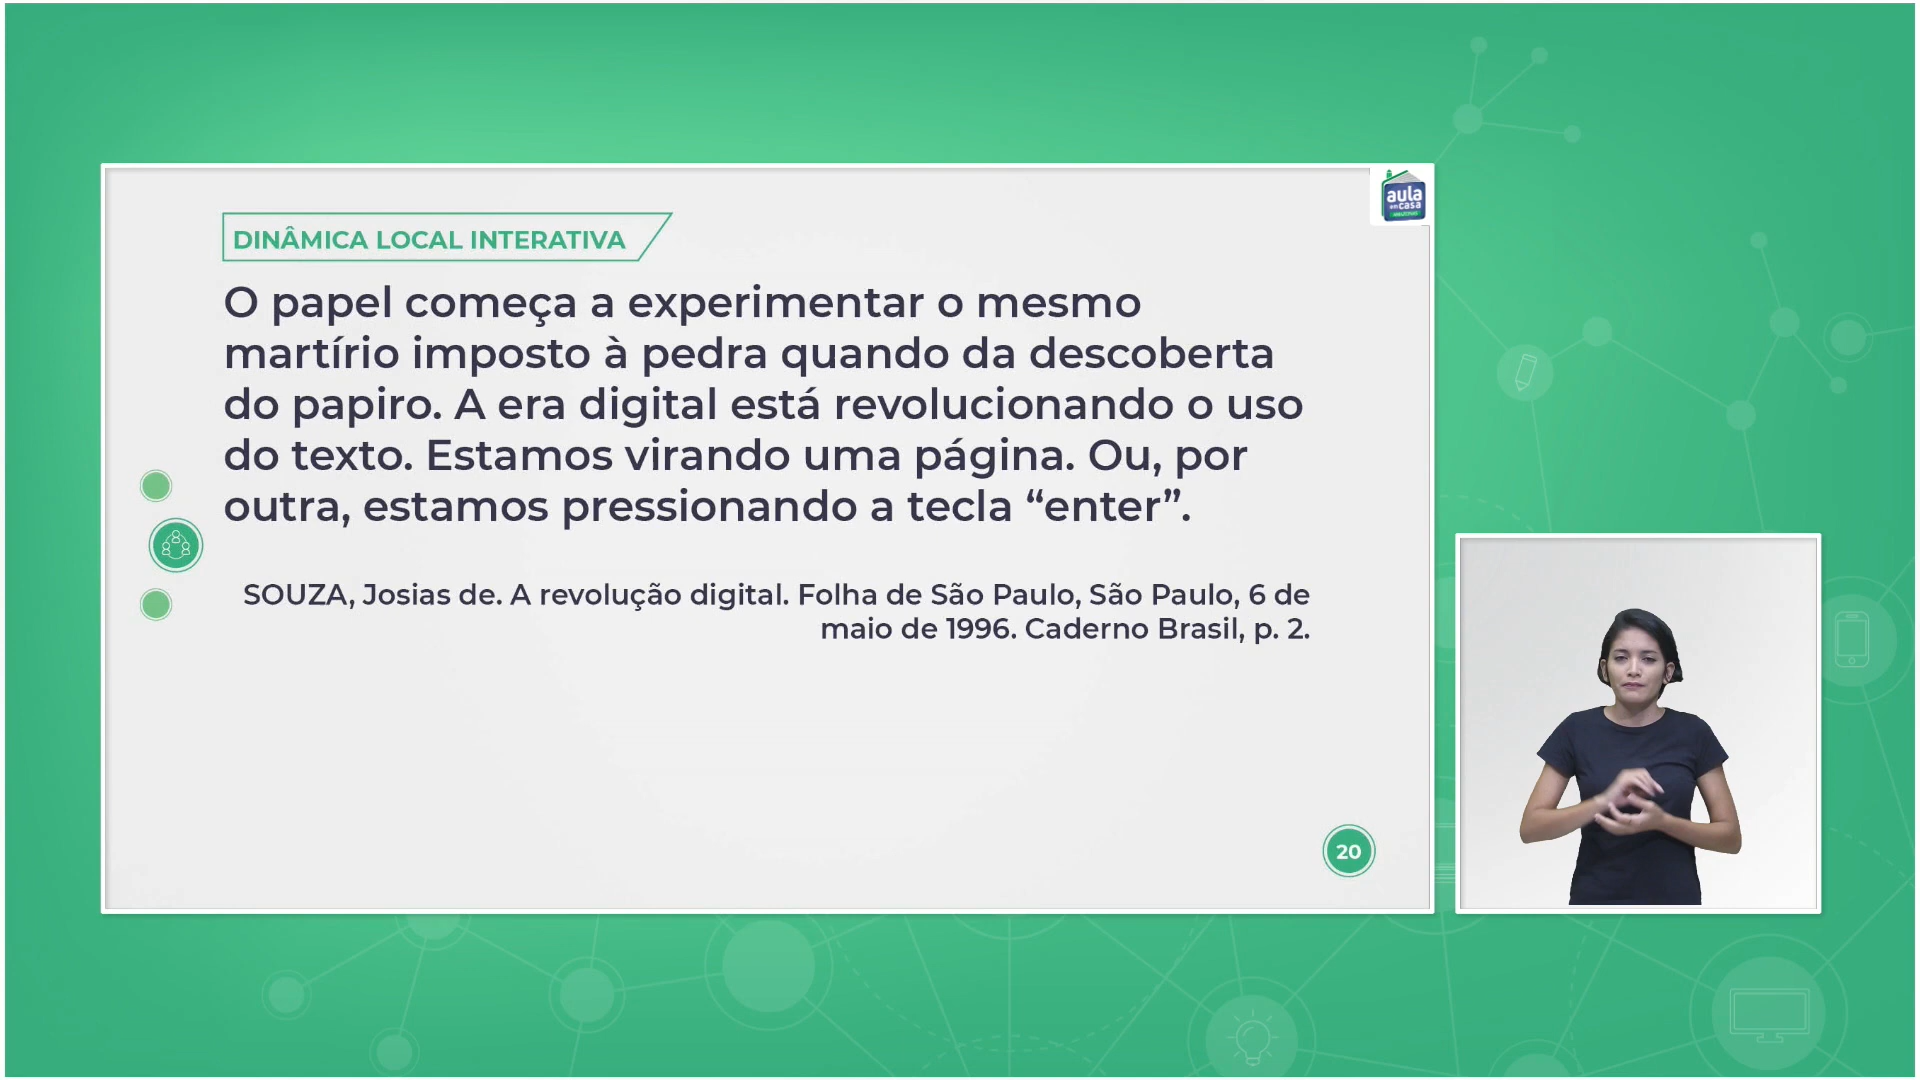 aula
em casa
DINÂMICA LOCAL INTERATIVA
O papel começa a experimentar o mesmo
martírio imposto à pedra quando da descoberta
do papiro. A era digital está revolucionando o uso
do texto. Estamos virando uma página. Ou, por
outra, estamos pressionando a tecla “enter”.
SOUZA, Josias de. A revolução digital. Folha de São Paulo, São Paulo, 6 de
maio de 1996. Caderno Brasil, p. 2.
20